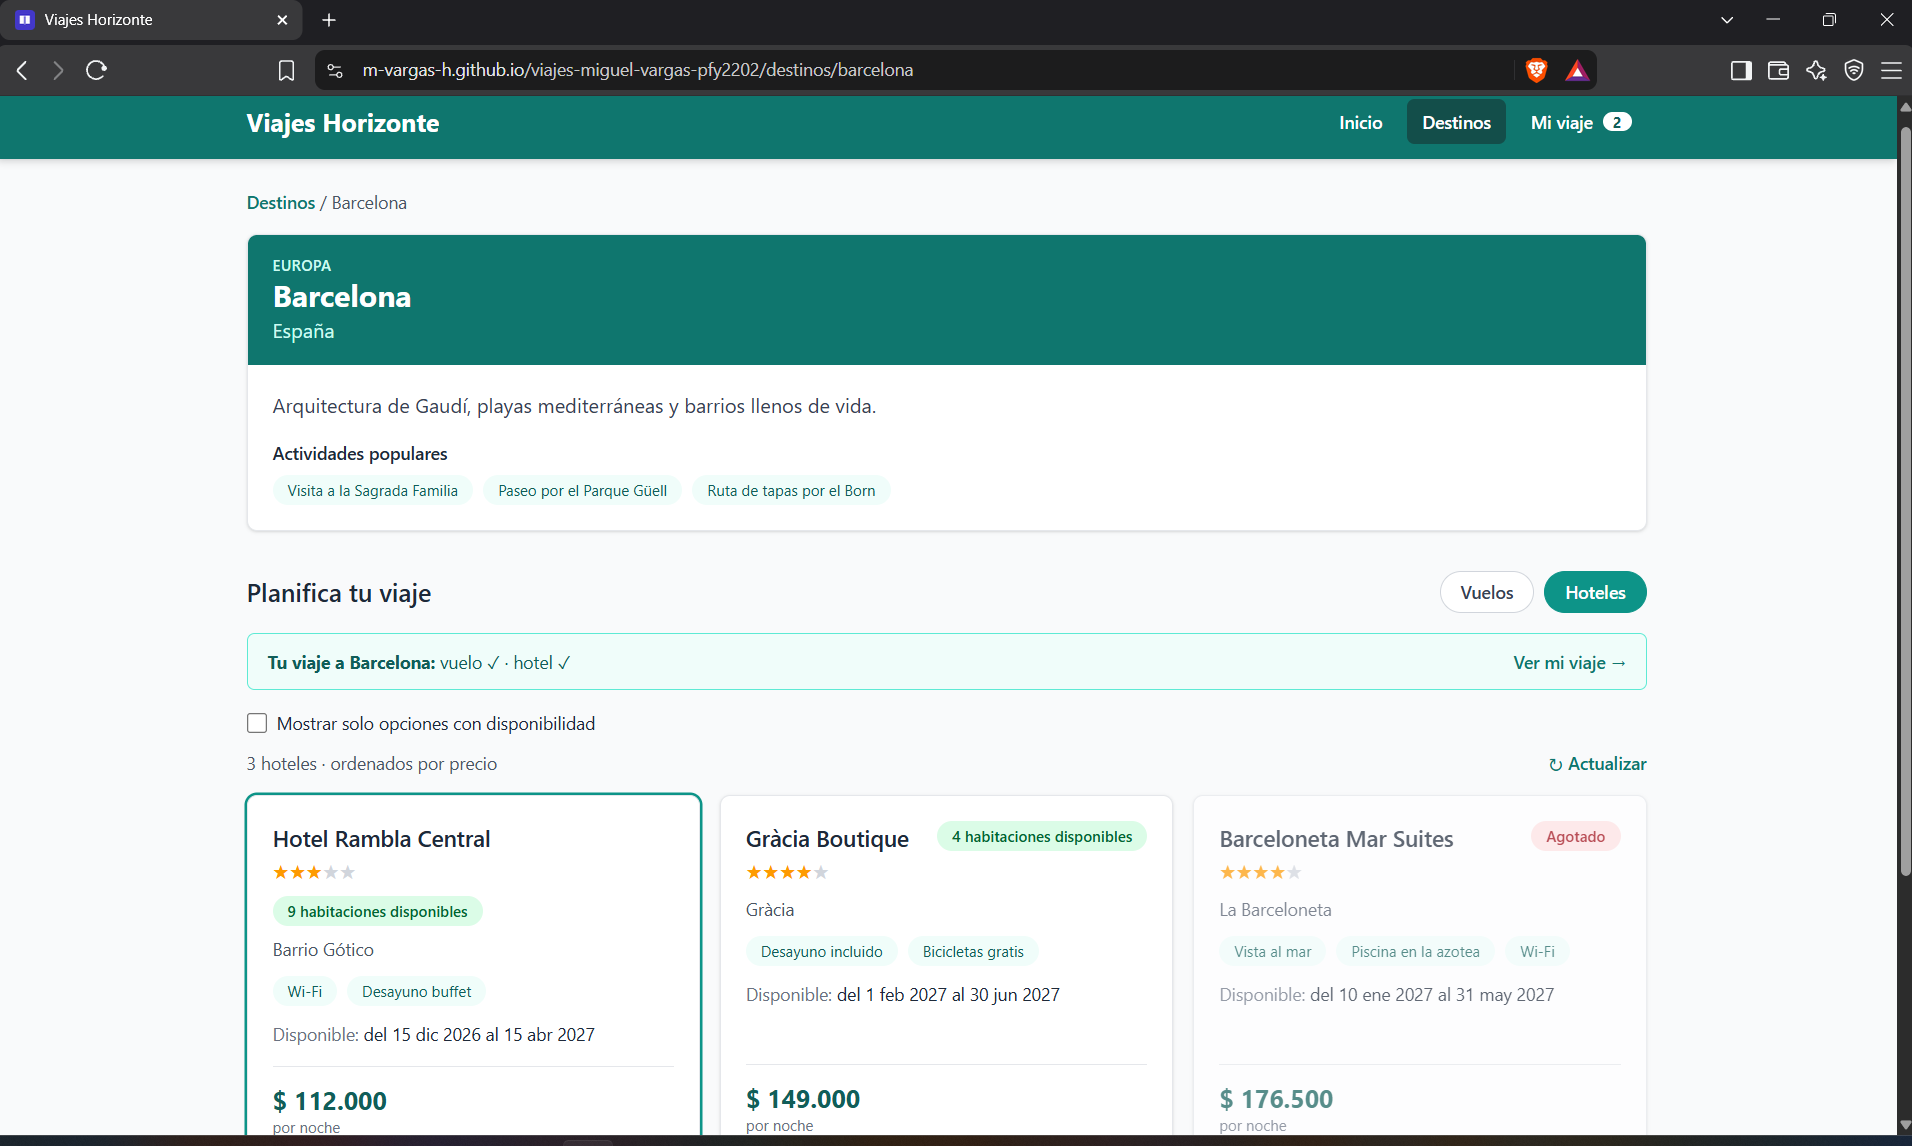 Viajes Horizonte
m-vargas-h.github.io/viajes-miguel-vargas-pfy2202/destinos/barcelona
Viajes Horizonte
Inicio
Destinos
Mi viaje 2
Destinos / Barcelona
EUROPA
Barcelona
España
Arquitectura de Gaudí, playas mediterráneas y barrios llenos de vida.
Actividades populares
Visita a la Sagrada Familia
Paseo por el Parque Güell
Ruta de tapas por el Born
Planifica tu viaje
Vuelos
Hoteles
Tu viaje a Barcelona: vuelo ✓ · hotel ✓
Ver mi viaje →
Mostrar solo opciones con disponibilidad
3 hoteles · ordenados por precio
↻ Actualizar
Hotel Rambla Central
★★★★★
9 habitaciones disponibles
Barrio Gótico
Wi-Fi
Desayuno buffet
Disponible: del 15 dic 2026 al 15 abr 2027
$ 112.000
por noche
Gràcia Boutique
4 habitaciones disponibles
★★★★★
Gràcia
Desayuno incluido
Bicicletas gratis
Disponible: del 1 feb 2027 al 30 jun 2027
$ 149.000
por noche
Barceloneta Mar Suites
Agotado
★★★★★
La Barceloneta
Vista al mar
Piscina en la azotea
Wi-Fi
Disponible: del 10 ene 2027 al 31 may 2027
$ 176.500
por noche